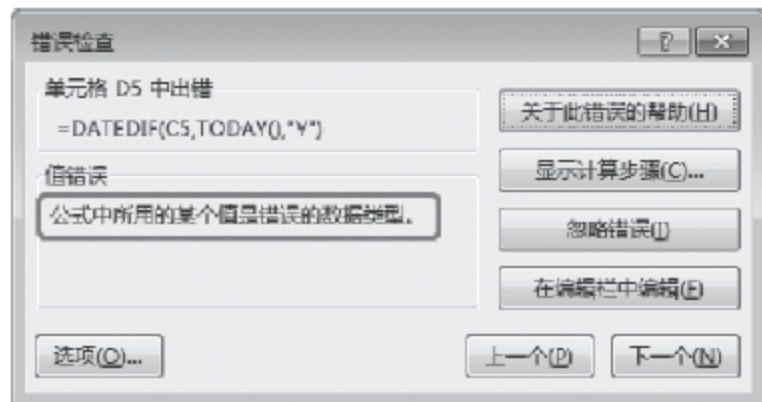 错误检查
单元格 D5 中出错
=DATEDIF(C5,TODAY(),"Y")
值错误
公式中所用的某个值是错误的数据类型。
关于此错误的帮助(H)
显示计算步骤(C)...
忽略错误(I)
在编辑栏中编辑(F)
选项(O)...
上一个(P)
下一个(N)